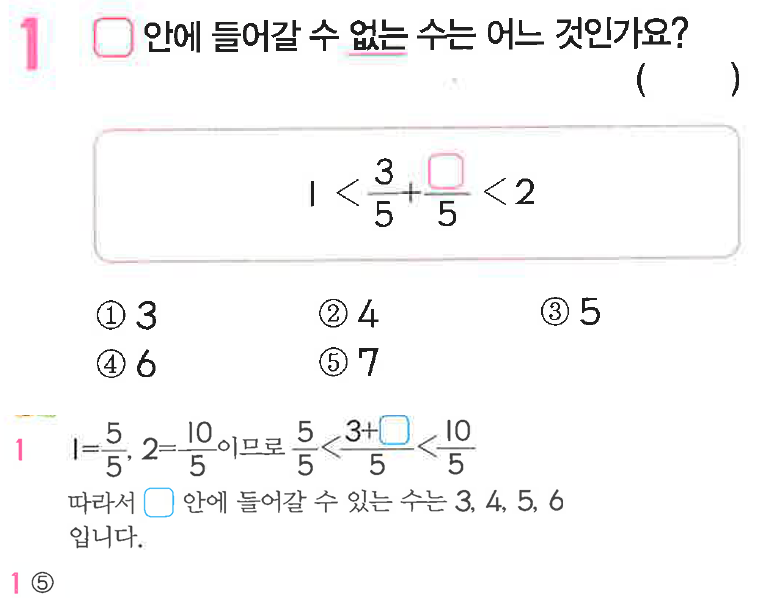 1 □ 안에 들어갈 수 없는 수는 어느 것인가요?
( )
1 < 3/5 + □/5 < 2
① 3 ② 4 ③ 5
④ 6 ⑤ 7
1 1=5/5, 2=10/5이므로 5/5<3+□/5<10/5
따라서 □ 안에 들어갈 수 있는 수는 3, 4, 5, 6
입니다.
1 ⑤